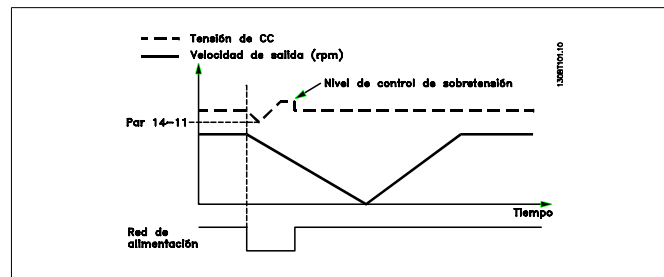 Tensión de CC
Velocidad de salida (rpm)
Nivel de control de sobretensión
Par 14-11
Tiempo
Red de
alimentación
130BT101.10